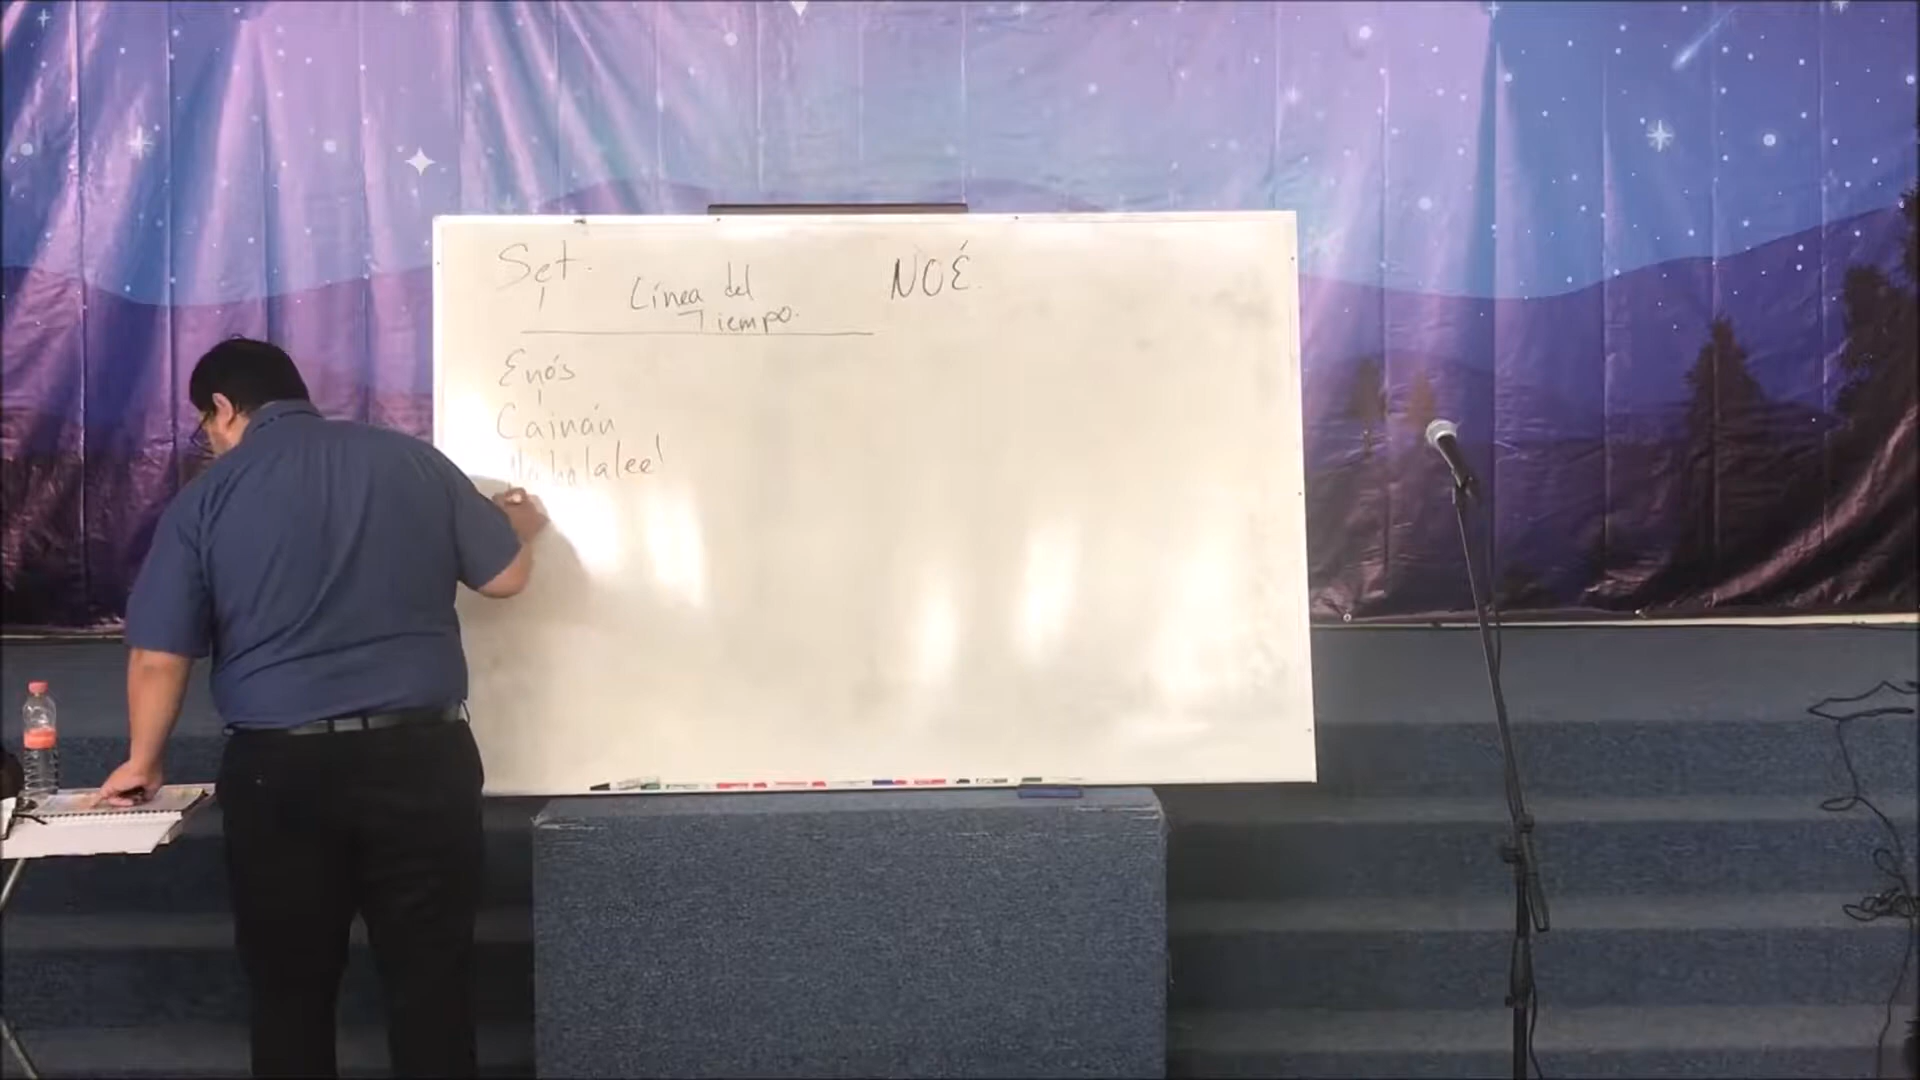 Set.
Línea del
Tiempo.
NOÉ.
Enós
Cainán
Mahalaleel